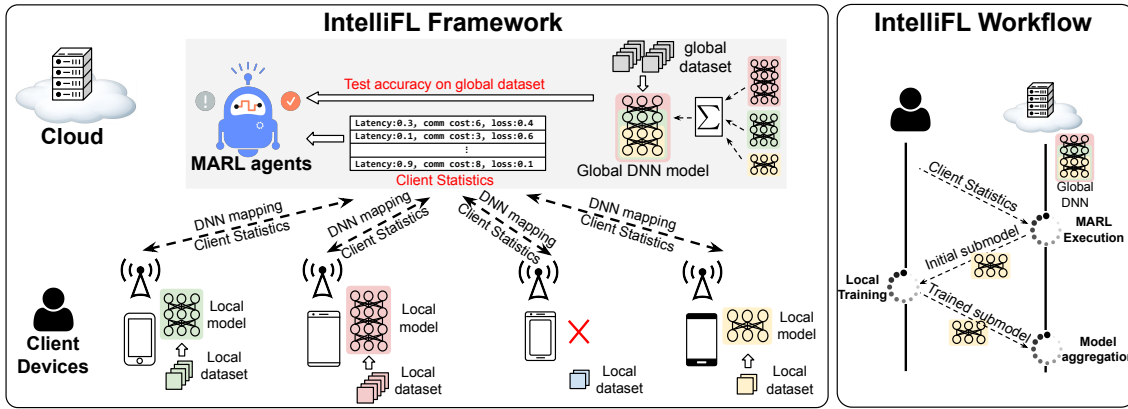 IntelliFL Framework
Cloud
MARL agents
Test accuracy on global dataset
global
dataset
Latency:0.3, comm cost:6, loss:0.4
Latency:0.1, comm cost:3, loss:0.6
⋮
Latency:0.9, comm cost:8, loss:0.1
Client Statistics
Σ
Global DNN model
DNN mapping
Client Statistics
DNN mapping
Client Statistics
DNN mapping
Client Statistics
DNN mapping
Client Statistics
Client
Devices
Local
model
Local
dataset
Local
model
Local
dataset
Local
dataset
Local
model
Local
dataset
IntelliFL Workflow
Client Statistics
Global
DNN
MARL
Execution
Initial submodel
Local
Training
Trained submodel
Model
aggregation